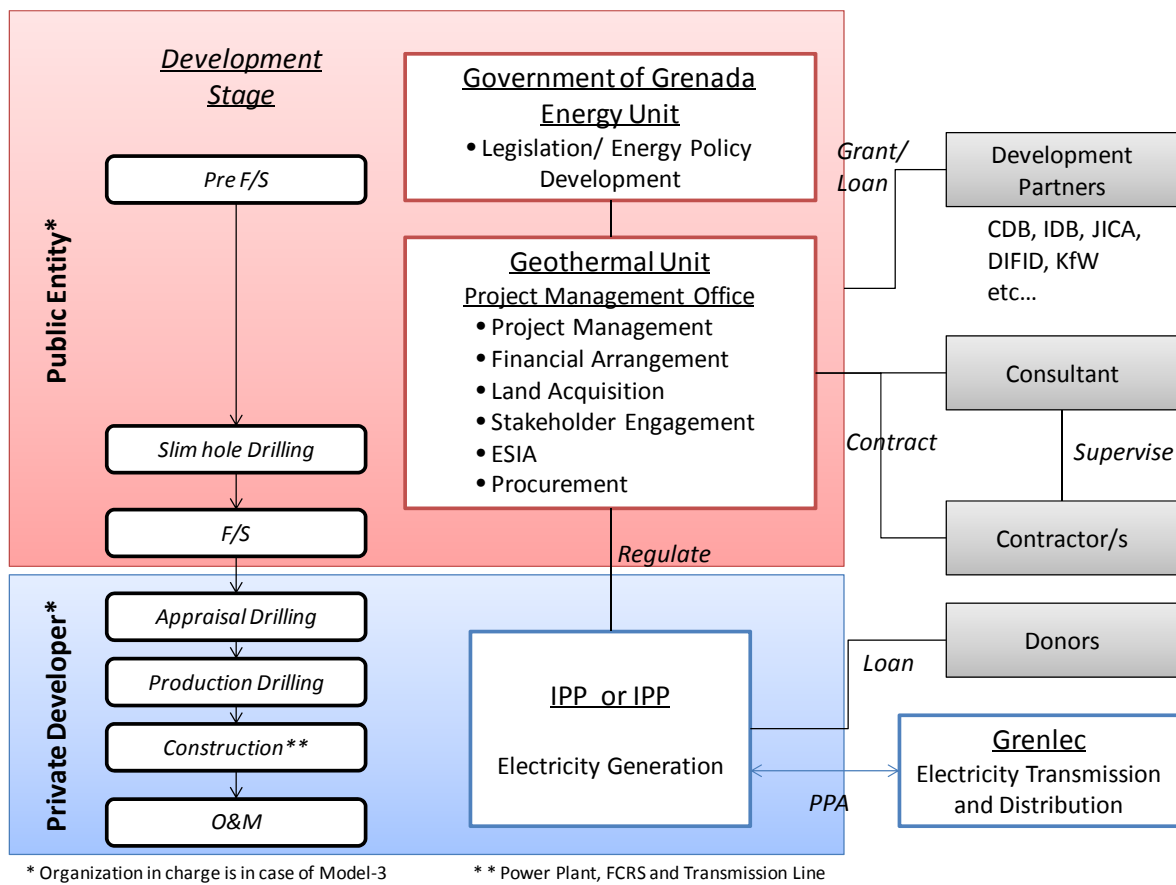 Development
Stage
Public Entity*
Pre F/S
Slim hole Drilling
F/S
Government of Grenada
Energy Unit
• Legislation/ Energy Policy
Development
Geothermal Unit
Project Management Office
• Project Management
• Financial Arrangement
• Land Acquisition
• Stakeholder Engagement
• ESIA
• Procurement
Grant/
Loan
Development
Partners
CDB, IDB, JICA,
DIFID, KfW
etc...
Consultant
Contract
Supervise
Contractor/s
Regulate
Private Developer*
Appraisal Drilling
Production Drilling
Construction**
O&M
IPP or IPP
Electricity Generation
Loan
Donors
PPA
Grenlec
Electricity Transmission
and Distribution
* Organization in charge is in case of Model-3
* * Power Plant, FCRS and Transmission Line